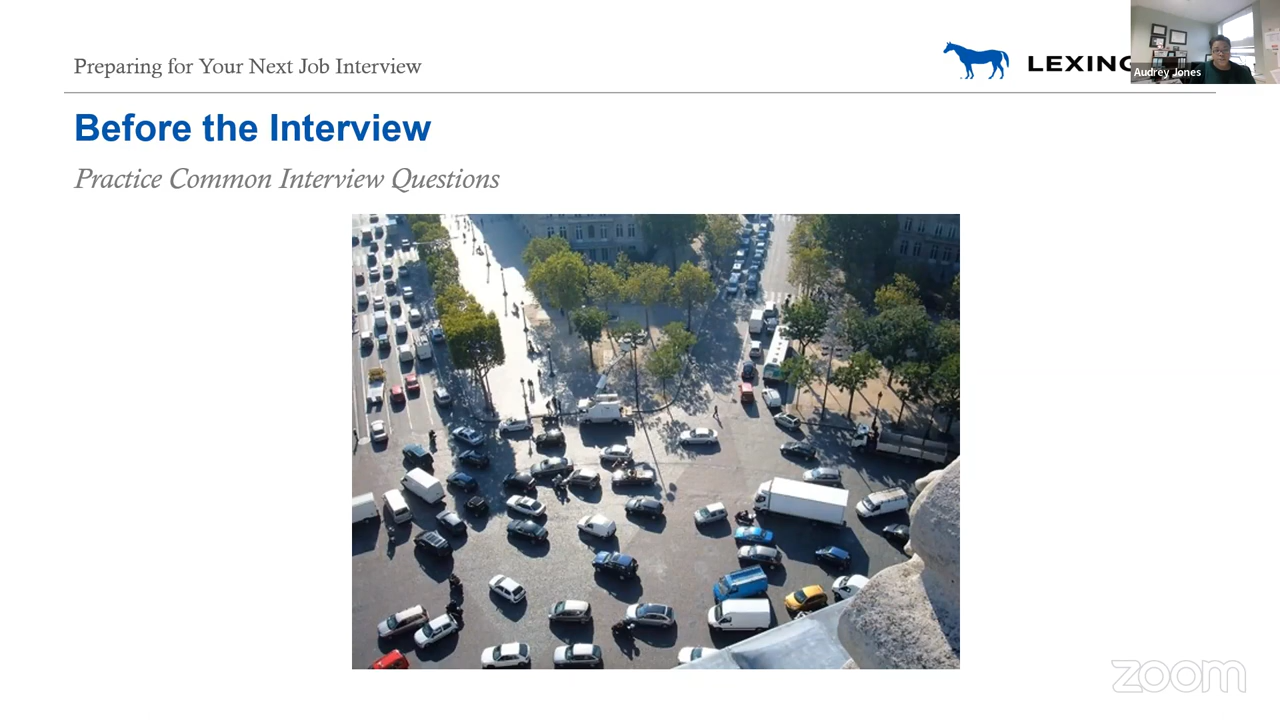 Preparing for Your Next Job Interview
LEXING
Audrey Jones
Before the Interview
Practice Common Interview Questions
zoom